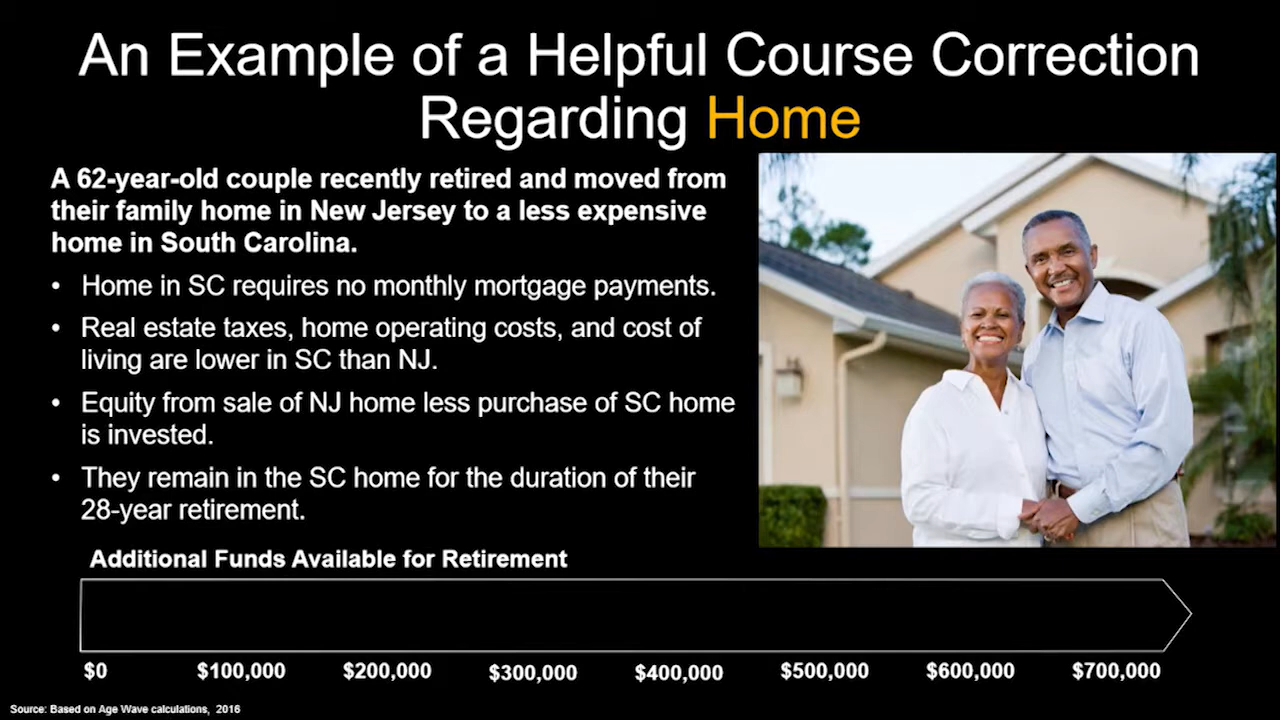 An Example of a Helpful Course Correction
Regarding Home
A 62-year-old couple recently retired and moved from
their family home in New Jersey to a less expensive
home in South Carolina.
• Home in SC requires no monthly mortgage payments.
• Real estate taxes, home operating costs, and cost of
living are lower in SC than NJ.
• Equity from sale of NJ home less purchase of SC home
is invested.
• They remain in the SC home for the duration of their
28-year retirement.
Additional Funds Available for Retirement
$0 $100,000 $200,000 $300,000 $400,000 $500,000 $600,000 $700,000
Source: Based on Age Wave calculations, 2016